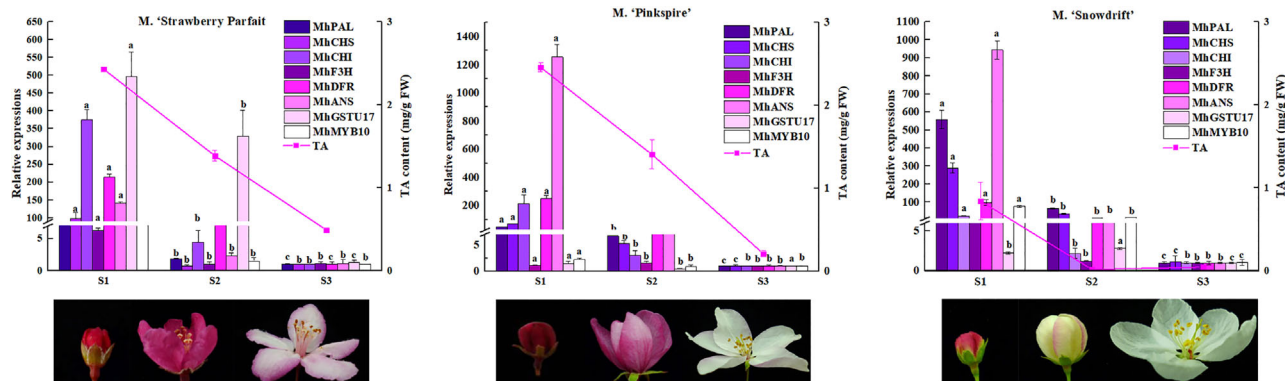 M. ‘Strawberry Parfait
Relative expressions
600
550
500
450
400
350
300
250
200
150
100
5
0
a
a
a
a
a
a
b
b
b
b
b
b
b
b
c b b b c c c b
S1 S2 S3
MhPAL
MhCHS
MhCHI
MhF3H
MhDFR
MhANS
MhGSTU17
MhMYB10
TA
3
2
1
0
TA content (mg/g FW)
M. ‘Pinkspire’
Relative expressions
1400
1200
1000
800
600
400
200
5
0
a a
a
a
a
a
a
a
b
b
b
b
b
b
c c b b b b a b
S1 S2 S3
MhPAL
MhCHS
MhCHI
MhF3H
MhDFR
MhANS
MhGSTU17
MhMYB10
TA
3
2
1
0
TA content (mg/g FW)
M. ‘Snowdrift’
Relative expressions
1100
1000
900
800
700
600
500
400
300
200
100
5
0
a
a
a
a
a
b
a
b
b
b
b
b
b
a
b
c c c b b b c c
S1 S2 S3
MhPAL
MhCHS
MhCHI
MhF3H
MhDFR
MhANS
MhGSTU17
MhMYB10
TA
3
2
1
0
TA content (mg/g FW)